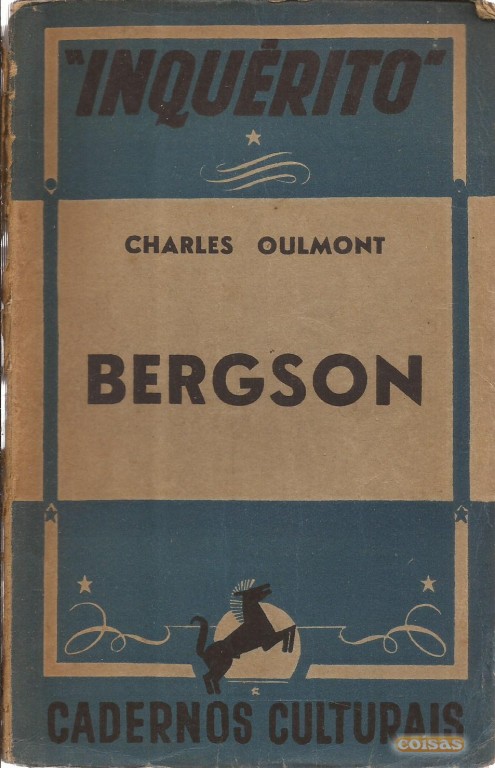 "INQUÉRITO"
CHARLES OULMONT
BERGSON
CADERNOS CULTURAIS
coisas